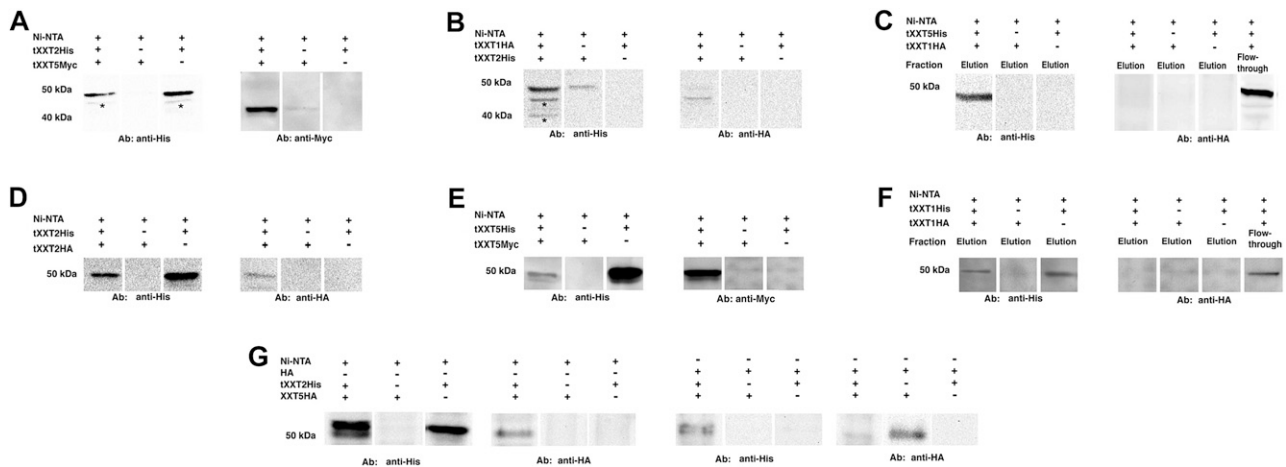 A
Ni-NTA + + + + + +
tXXT2His + - + + - +
tXXT5Myc + + - + + -
50 kDa
* *
40 kDa
Ab: anti-His Ab: anti-Myc
B
Ni-NTA + + + + + +
tXXT1HA + - + + - +
tXXT2His + + - + + -
50 kDa
*
40 kDa *
Ab: anti-His Ab: anti-HA
C
Ni-NTA + + + + + + +
tXXT5His + - + + - + +
tXXT1HA + + - + + - +
Fraction Elution Elution Elution Elution Elution Elution Flow-through
50 kDa
Ab: anti-His Ab: anti-HA
D
Ni-NTA + + + + + +
tXXT2His + - + + - +
tXXT2HA + + - + + -
50 kDa
Ab: anti-His Ab: anti-HA
E
Ni-NTA + + + + + +
tXXT5His + - + + - +
tXXT5Myc + + - + + -
50 kDa
Ab: anti-His Ab: anti-Myc
F
Ni-NTA + + + + + + +
tXXT1His + - + + - + +
tXXT1HA + + - + + - +
Fraction Elution Elution Elution Elution Elution Elution Flow-through
50 kDa
Ab: anti-His Ab: anti-HA
G
Ni-NTA + + + + + + - - - - - -
HA - - - - - - + + + + + +
tXXT2His + - + + - + + - + + - +
XXT5HA + + - + + - + + - + + -
50 kDa
Ab: anti-His Ab: anti-HA Ab: anti-His Ab: anti-HA